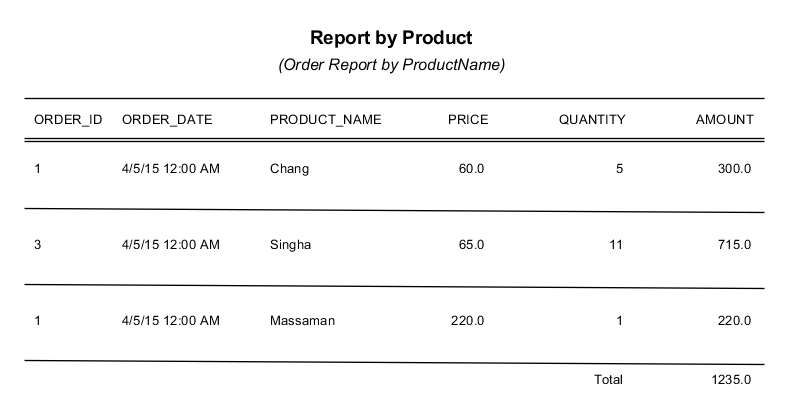 Report by Product
(Order Report by ProductName)
ORDER_ID ORDER_DATE PRODUCT_NAME PRICE QUANTITY AMOUNT
1 4/5/15 12:00 AM Chang 60.0 5 300.0
3 4/5/15 12:00 AM Singha 65.0 11 715.0
1 4/5/15 12:00 AM Massaman 220.0 1 220.0
Total 1235.0